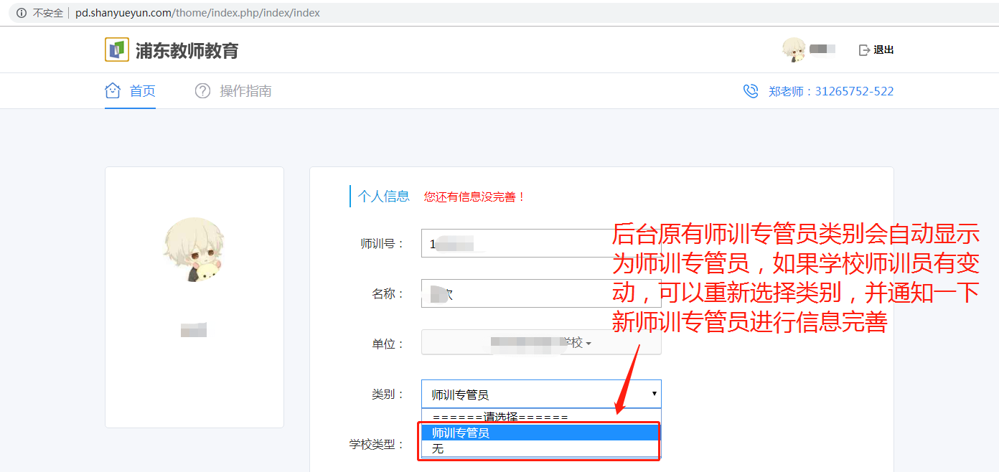 不安全 pd.shanyueyun.com/thome/index.php/index/index
浦东教师教育
退出
首页
操作指南
郑老师：31265752-522
个人信息
您还有信息没完善！
师训号： 1
名称：
单位： 学校
类别： 师训专管员
======请选择======
师训专管员
无
学校类型：
后台原有师训专管员类别会自动显示
为师训专管员，如果学校师训员有变
动，可以重新选择类别，并通知一下
新师训专管员进行信息完善